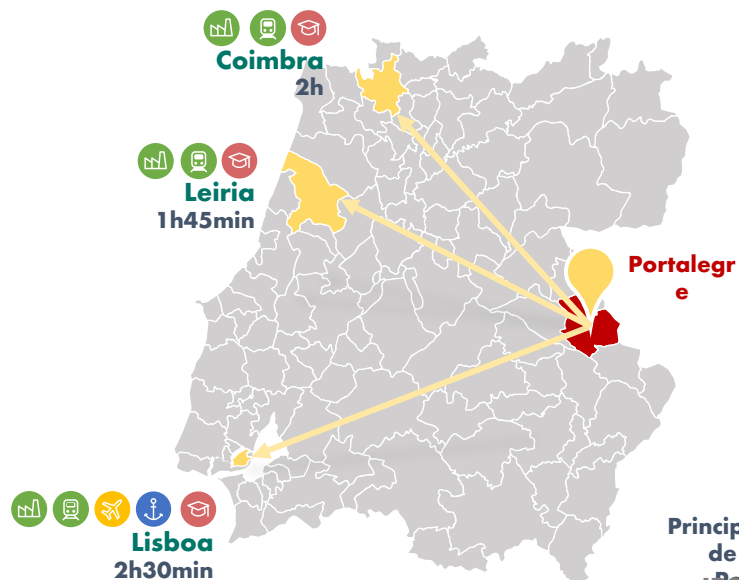 Coimbra
2h
Leiria
1h45min
Portalegr
e
Lisboa
2h30min
Princip
de